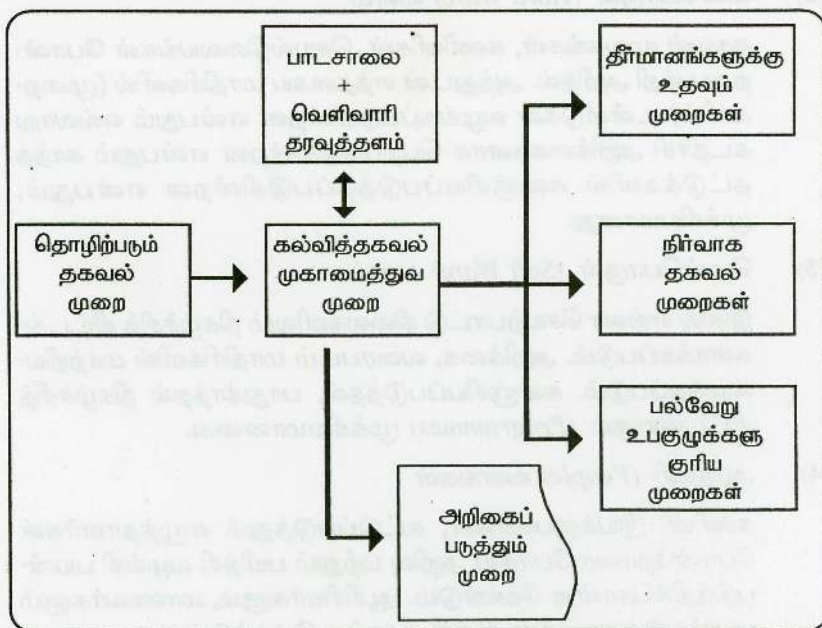 பாடசாலை
+
வெளிவாரி
தரவுத்தளம்
தீர்மானங்களுக்கு
உதவும்
முறைகள்
தொழிற்படும்
தகவல்
முறை
கல்வித்தகவல்
முகாமைத்துவ
முறை
நிர்வாக
தகவல்
முறைகள்
பல்வேறு
உபகுழுக்களு
குரிய
முறைகள்
அறிகைப்
படுத்தும்
முறை